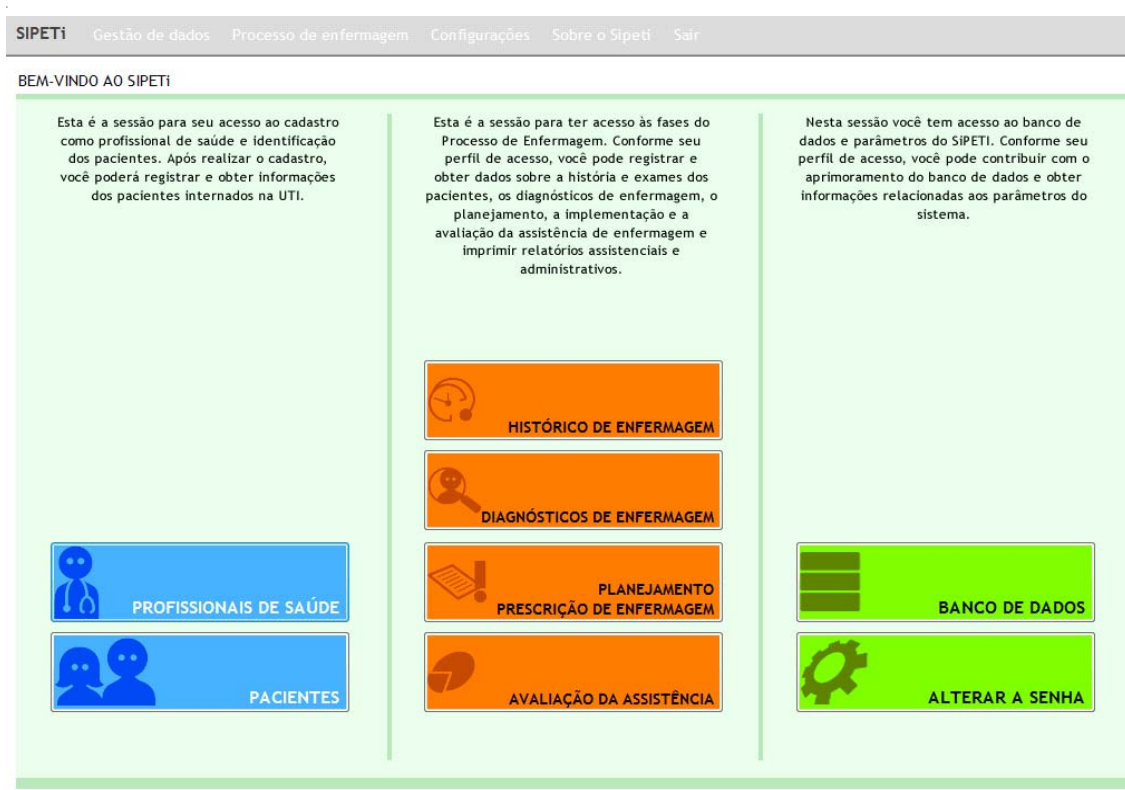 SIPETi Gestão de dados Processo de enfermagem Configurações Sobre o Sipeti Sair
BEM-VINDO AO SIPETi
Esta é a sessão para seu acesso ao cadastro
como profissional de saúde e identificação
dos pacientes. Após realizar o cadastro,
você poderá registrar e obter informações
dos pacientes internados na UTI.
PROFISSIONAIS DE SAÚDE
PACIENTES
Esta é a sessão para ter acesso às fases do
Processo de Enfermagem. Conforme seu
perfil de acesso, você pode registrar e
obter dados sobre a história e exames dos
pacientes, os diagnósticos de enfermagem, o
planejamento, a implementação e a
avaliação da assistência de enfermagem e
imprimir relatórios assistenciais e
administrativos.
HISTÓRICO DE ENFERMAGEM
DIAGNÓSTICOS DE ENFERMAGEM
PLANEJAMENTO
PRESCRIÇÃO DE ENFERMAGEM
AVALIAÇÃO DA ASSISTÊNCIA
Nesta sessão você tem acesso ao banco de
dados e parâmetros do SiPETI. Conforme seu
perfil de acesso, você pode contribuir com o
aprimoramento do banco de dados e obter
informações relacionadas aos parâmetros do
sistema.
BANCO DE DADOS
ALTERAR A SENHA